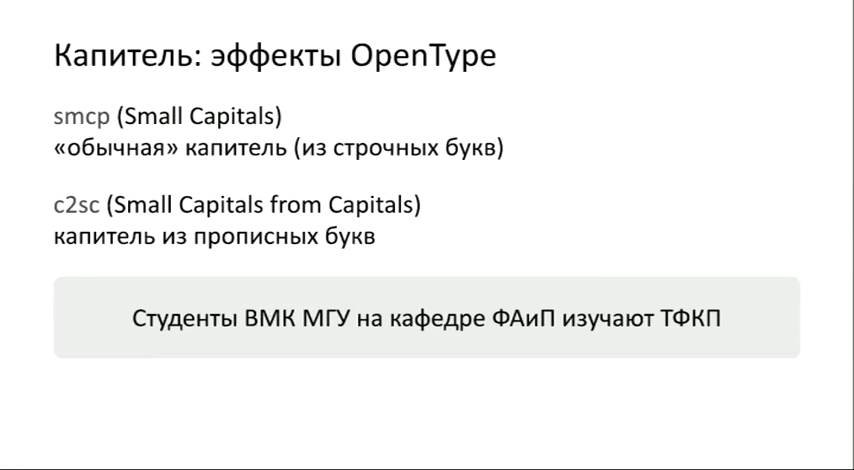 Капитель: эффекты OpenType
smcp (Small Capitals)
«обычная» капитель (из строчных букв)
c2sc (Small Capitals from Capitals)
капитель из прописных букв
Студенты ВМК МГУ на кафедре ФАиП изучают ТФКП